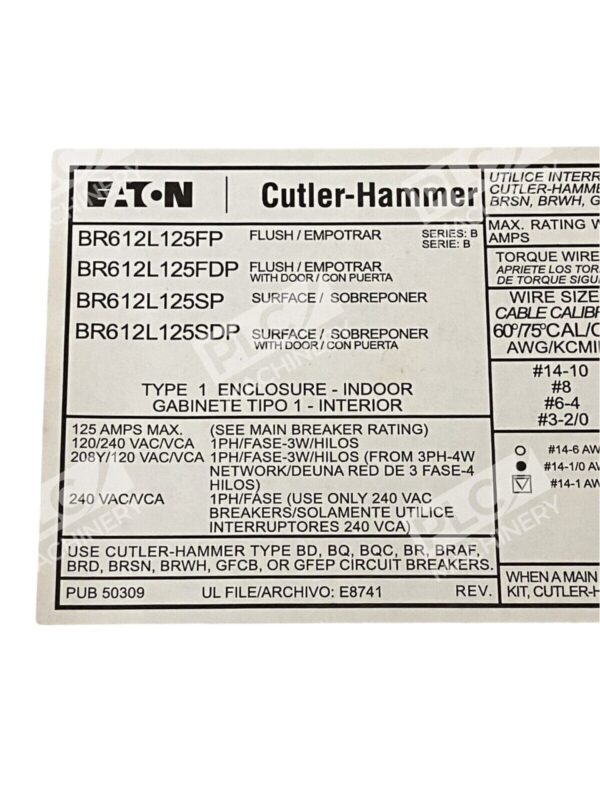 EATON | Cutler-Hammer
BR612L125FP FLUSH / EMPOTRAR SERIES: B
SERIE: B
BR612L125FDP FLUSH / EMPOTRAR
WITH DOOR / CON PUERTA
BR612L125SP SURFACE / SOBREPONER
BR612L125SDP SURFACE / SOBREPONER
WITH DOOR / CON PUERTA
TYPE 1 ENCLOSURE - INDOOR
GABINETE TIPO 1 - INTERIOR
125 AMPS MAX. (SEE MAIN BREAKER RATING)
120/240 VAC/VCA 1PH/FASE-3W/HILOS
208Y/120 VAC/VCA 1PH/FASE-3W/HILOS (FROM 3PH-4W
NETWORK/DEUNA RED DE 3 FASE-4
HILOS)
240 VAC/VCA 1PH/FASE (USE ONLY 240 VAC
BREAKERS/SOLAMENTE UTILICE
INTERRUPTORES 240 VCA)
USE CUTLER-HAMMER TYPE BD, BQ, BQC, BR, BRAF,
BRD, BRSN, BRWH, GFCB, OR GFEP CIRCUIT BREAKERS.
PUB 50309 UL FILE/ARCHIVO: E8741 REV.
UTILICE INTERR
CUTLER-HAMME
BRSN, BRWH, G
MAX. RATING W
AMPS
TORQUE WIRE
APRIETE LOS TOR
DE TORQUE SIGU
WIRE SIZE
CABLE CALIB
60°/75°CAL/C
AWG/KCMI
#14-10
#8
#6-4
#3-2/0
#14-6 AW
#14-1/0 AW
#14-1 AW
WHEN A MAIN
KIT, CUTLER-H
PLC MACHINERY